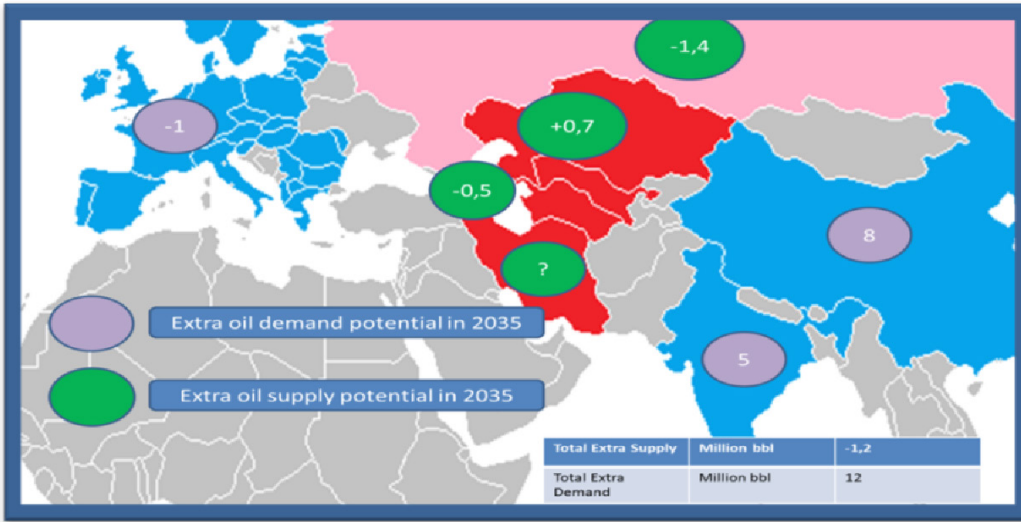 -1,4
-1
+0,7
-0,5
8
?
Extra oil demand potential in 2035
5
Extra oil supply potential in 2035
Total Extra Supply Million bbl -1,2
Total Extra Million bbl 12
Demand